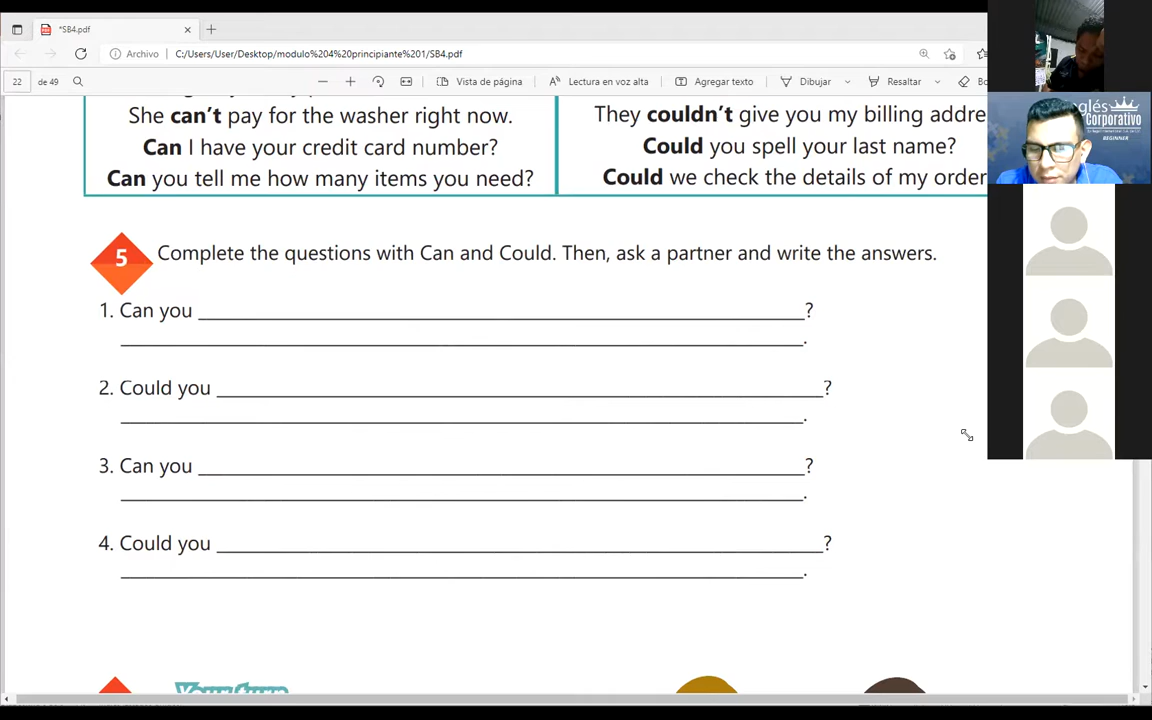 *SB4.pdf
Archivo
C:/Users/User/Desktop/modulo%204%20principiante%201/SB4.pdf
22 de 49
Vista de página
Lectura en voz alta
Agregar texto
Dibujar
Resaltar
She can't pay for the washer right now.
Can I have your credit card number?
Can you tell me how many items you need?
They couldn't give you my billing addre
Could you spell your last name?
Could we check the details of my order
5
Complete the questions with Can and Could. Then, ask a partner and write the answers.
1. Can you ?
.
2. Could you ?
.
3. Can you ?
.
4. Could you ?
.
Your turn
glés
Corporativo
BEGINNER